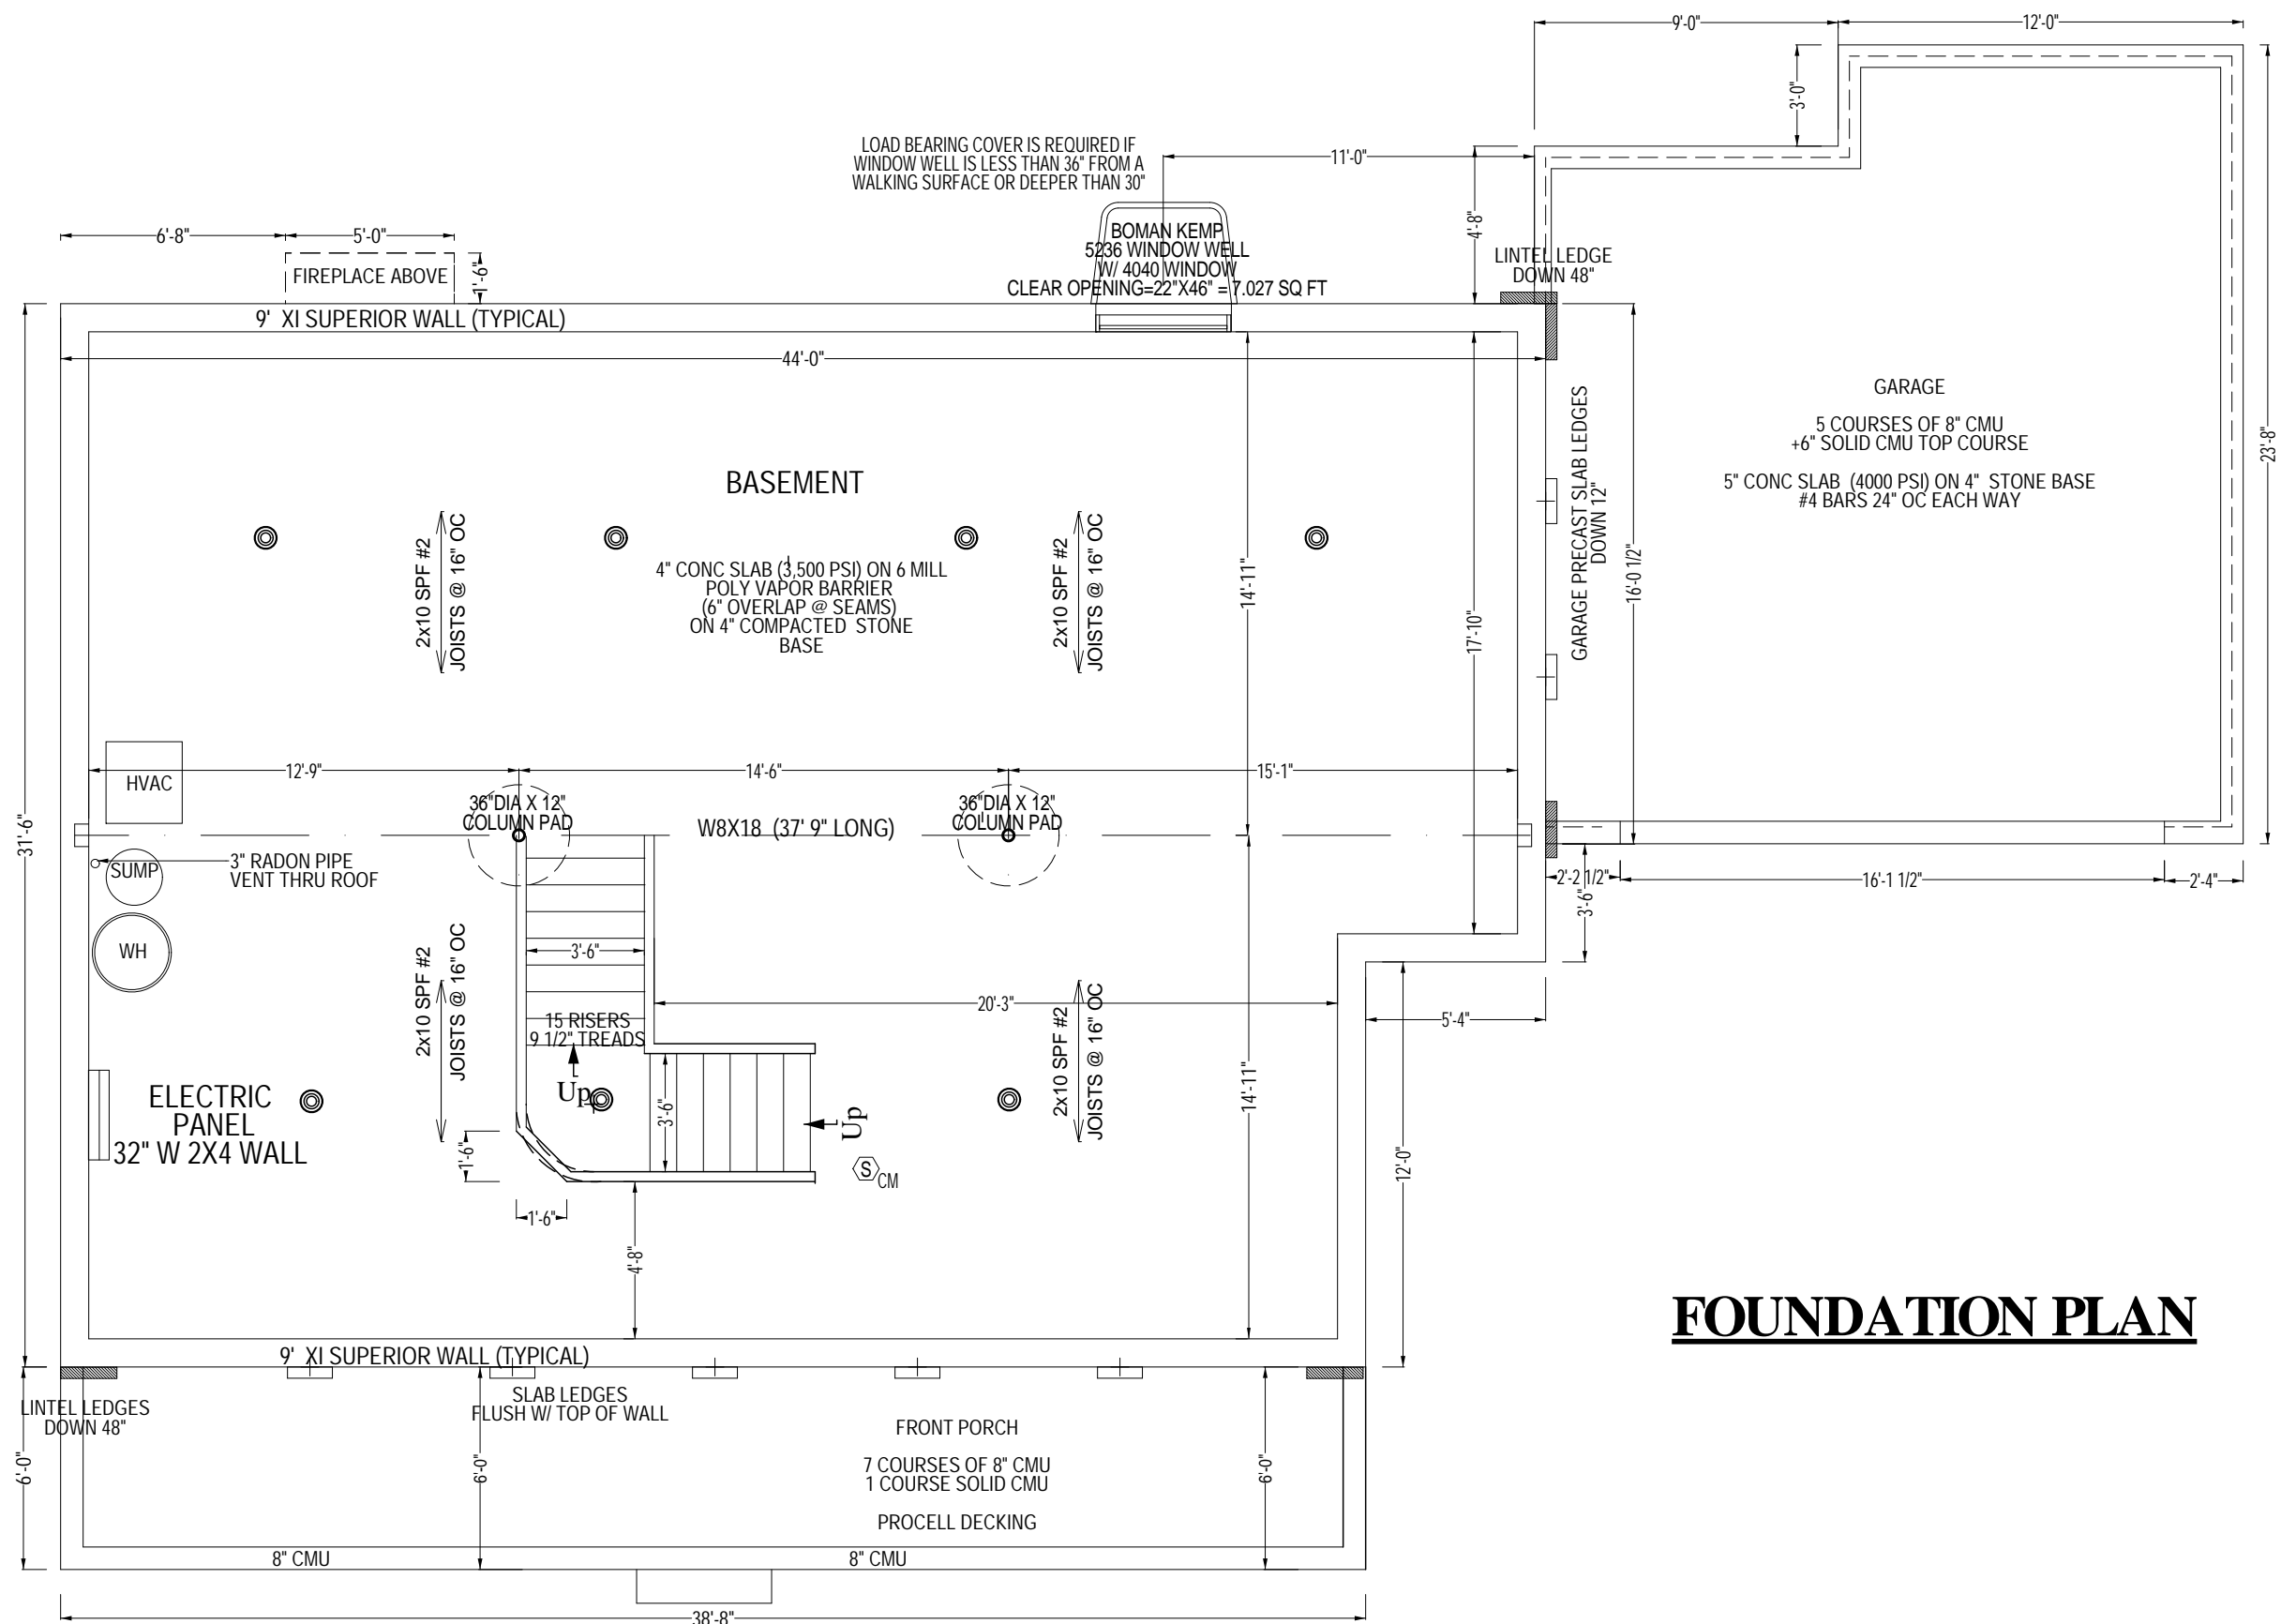 9'-0"
12'-0"
3'-0"
LOAD BEARING COVER IS REQUIRED IF
WINDOW WELL IS LESS THAN 36" FROM A
WALKING SURFACE OR DEEPER THAN 30"
11'-0"
4'-8"
6'-8"
5'-0"
1'-6"
FIREPLACE ABOVE
BOMAN KEMP
5236 WINDOW WELL
W/ 4040 WINDOW
CLEAR OPENING=22"X46" = 7.027 SQ FT
LINTEL LEDGE
DOWN 48"
9' XI SUPERIOR WALL (TYPICAL)
44'-0"
GARAGE
5 COURSES OF 8" CMU
+6" SOLID CMU TOP COURSE
5" CONC SLAB (4000 PSI) ON 4" STONE BASE
#4 BARS 24" OC EACH WAY
23'-8"
GARAGE PRECAST SLAB LEDGES
DOWN 12"
16'-0 1/2"
BASEMENT
2x10 SPF #2
JOISTS @ 16" OC
4" CONC SLAB (3,500 PSI) ON 6 MILL
POLY VAPOR BARRIER
(6" OVERLAP @ SEAMS)
ON 4" COMPACTED STONE
BASE
2x10 SPF #2
JOISTS @ 16" OC
14'-11"
17'-10"
HVAC
12'-9"
14'-6"
15'-1"
31'-6"
36"DIA X 12"
COLUMN PAD
W8X18 (37' 9" LONG)
36"DIA X 12"
COLUMN PAD
SUMP
3" RADON PIPE
VENT THRU ROOF
2'-2 1/2"
16'-1 1/2"
2'-4"
3'-6"
WH
3'-6"
2x10 SPF #2
JOISTS @ 16" OC
20'-3"
2x10 SPF #2
JOISTS @ 16" OC
5'-4"
15 RISERS
9 1/2" TREADS
Up
3'-6"
Up
14'-11"
ELECTRIC
PANEL
32" W 2X4 WALL
1'-6"
1'-6"
S
CM
12'-0"
4'-8"
FOUNDATION PLAN
9' XI SUPERIOR WALL (TYPICAL)
LINTEL LEDGES
DOWN 48"
SLAB LEDGES
FLUSH W/ TOP OF WALL
FRONT PORCH
7 COURSES OF 8" CMU
1 COURSE SOLID CMU
PROCELL DECKING
6'-0"
6'-0"
6'-0"
8" CMU
8" CMU
38'-8"